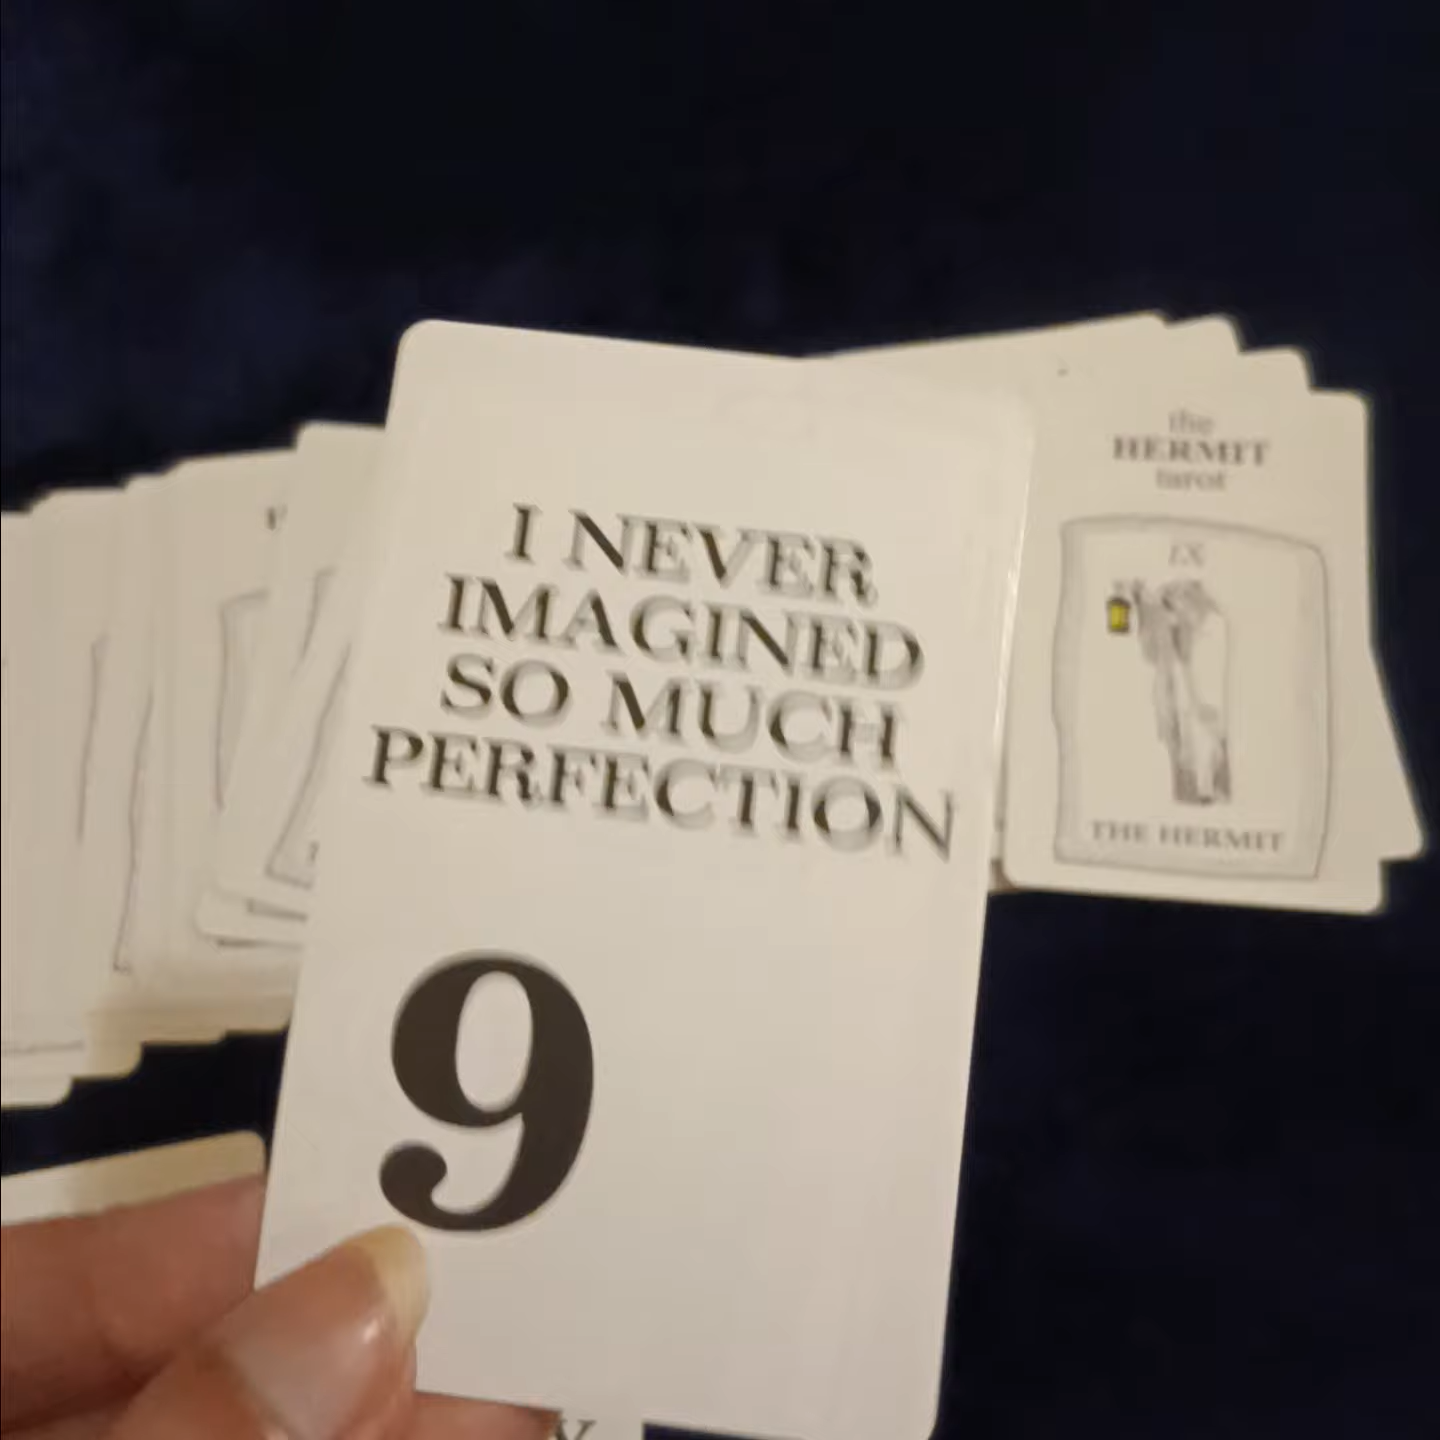 I NEVER
IMAGINED
SO MUCH
PERFECTION
9
the
HERMIT
tarot
IX
THE HERMIT